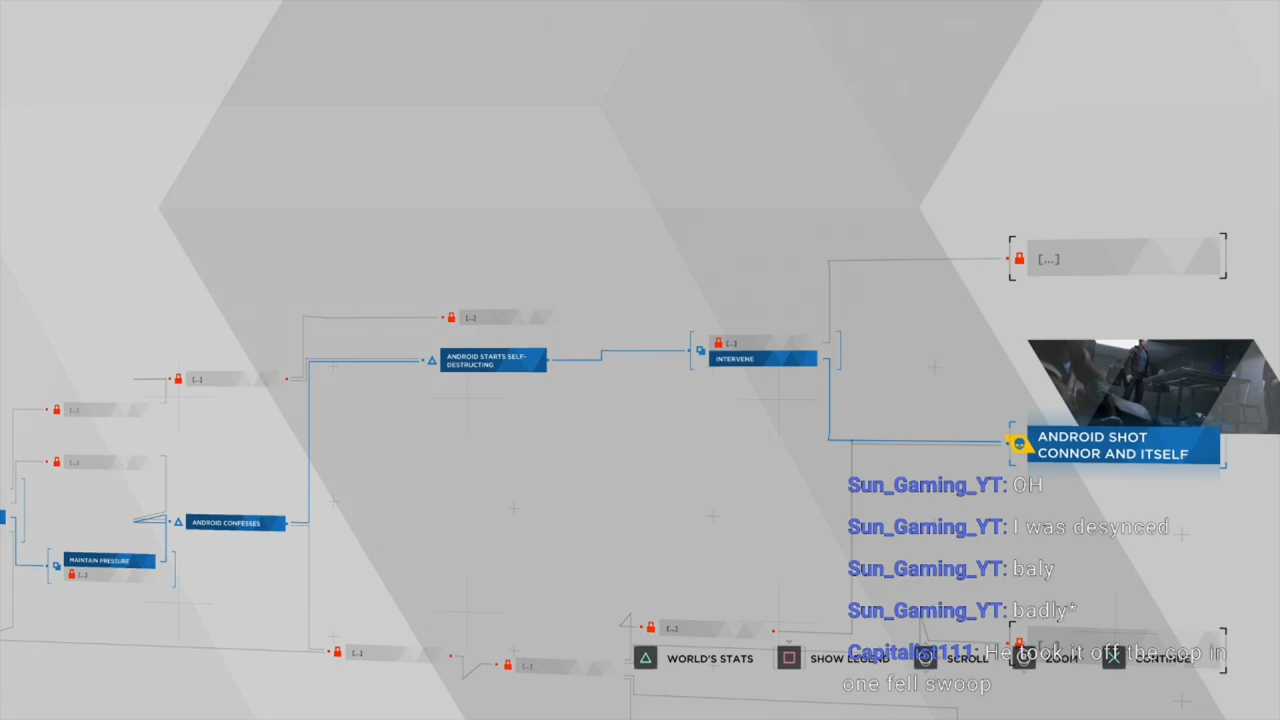 [...]
[...]
[...]
INTERVENE
ANDROID STARTS SELF-
DESTRUCTING
[...]
[...]
ANDROID SHOT
CONNOR AND ITSELF
[...]
ANDROID CONFESSES
MAINTAIN PRESSURE
[...]
Sun_Gaming_YT: OH
Sun_Gaming_YT: I was desynced
Sun_Gaming_YT: baly
Sun_Gaming_YT: badly*
Capitalist111: He took it off the cop in
one fell swoop
[...]
[...]
[...]
[...]
WORLD'S STATS
SHOW LEGEND
SCROLL
ZOOM
CONTINUE